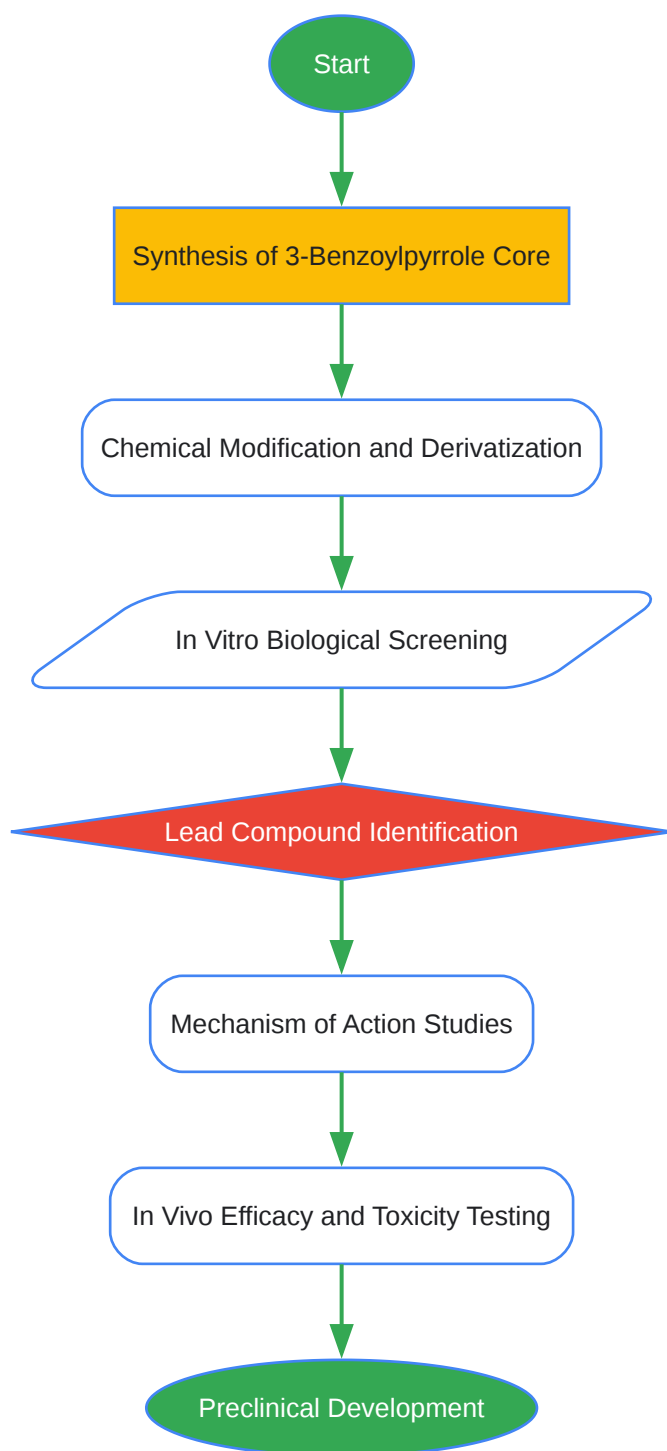 Start
Synthesis of 3-Benzoylpyrrole Core
Chemical Modification and Derivatization
In Vitro Biological Screening
Lead Compound Identification
Mechanism of Action Studies
In Vivo Efficacy and Toxicity Testing
Preclinical Development